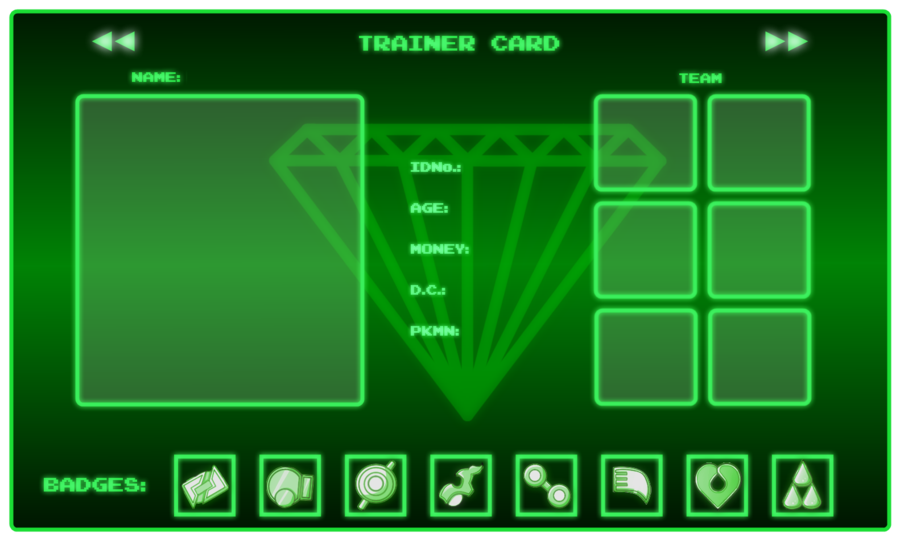 TRAINER CARD
NAME:
TEAM
IDNo.:
AGE:
MONEY:
D.C.:
PKMN:
BADGES: